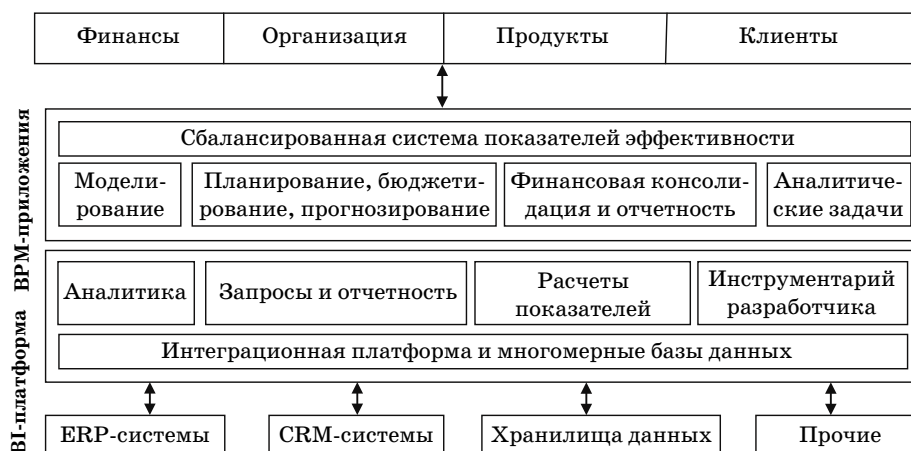 Финансы
Организация
Продукты
Клиенты
BPM-приложения
Сбалансированная система показателей эффективности
Модели-
рование
Планирование, бюджети-
рование, прогнозирование
Финансовая консоли-
дация и отчетность
Аналитиче-
ские задачи
BI-платформа
Аналитика
Запросы и отчетность
Расчеты
показателей
Инструментарий
разработчика
Интеграционная платформа и многомерные базы данных
ERP-системы
CRM-системы
Хранилища данных
Прочие